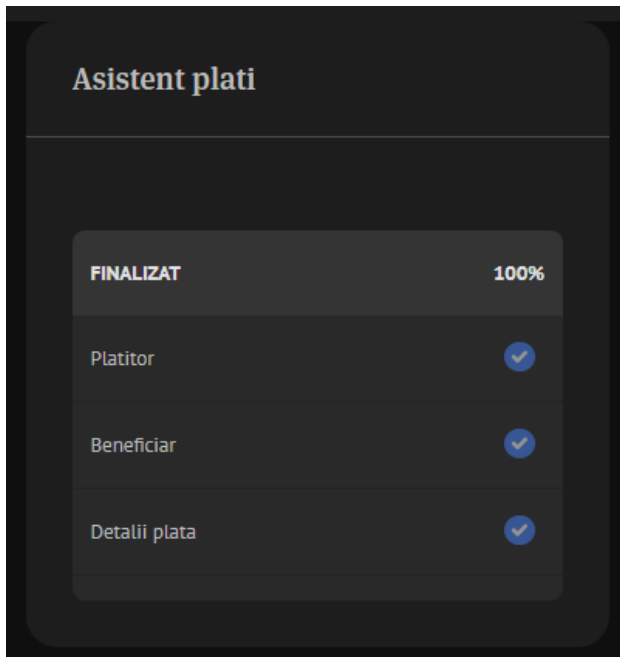 Asistent plati
FINALIZAT 100%
Platitor
Beneficiar
Detalii plata